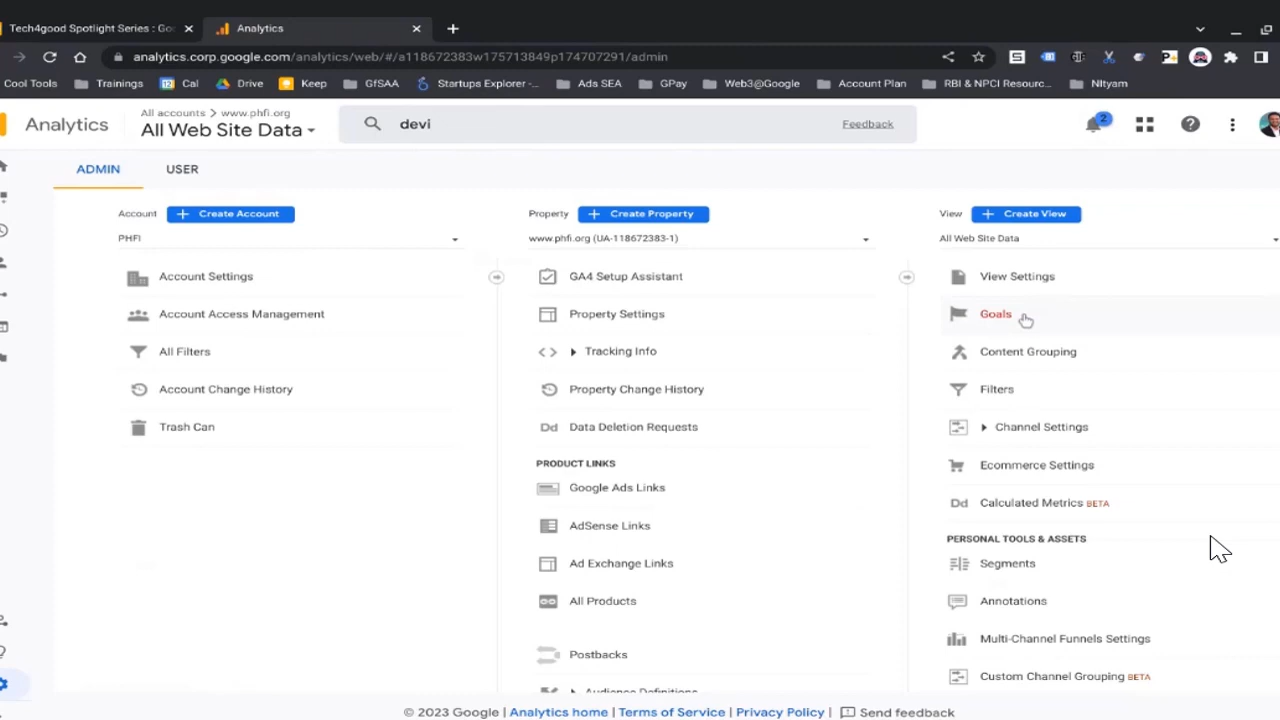 Tech4good Spotlight Series : Goo
Analytics
analytics.corp.google.com/analytics/web/#/a118672383w175713849p174707291/admin
Cool Tools Trainings 12 Cal Drive Keep GfSAA Startups Explorer -... Ads SEA GPay Web3@Google Account Plan RBI & NPCI Resourc... NItyam
Analytics
All accounts > www.phfi.org
All Web Site Data
devi
Feedback
2
ADMIN USER
Account + Create Account
PHFI
Account Settings
Account Access Management
All Filters
Account Change History
Trash Can
Property + Create Property
www.phfi.org (UA-118672383-1)
GA4 Setup Assistant
Property Settings
Tracking Info
Property Change History
Dd Data Deletion Requests
PRODUCT LINKS
Google Ads Links
AdSense Links
Ad Exchange Links
All Products
Postbacks
Audience Definitions
View + Create View
All Web Site Data
View Settings
Goals
Content Grouping
Filters
Channel Settings
Ecommerce Settings
Dd Calculated Metrics BETA
PERSONAL TOOLS & ASSETS
Segments
Annotations
Multi-Channel Funnels Settings
Custom Channel Grouping BETA
© 2023 Google | Analytics home | Terms of Service | Privacy Policy | Send feedback